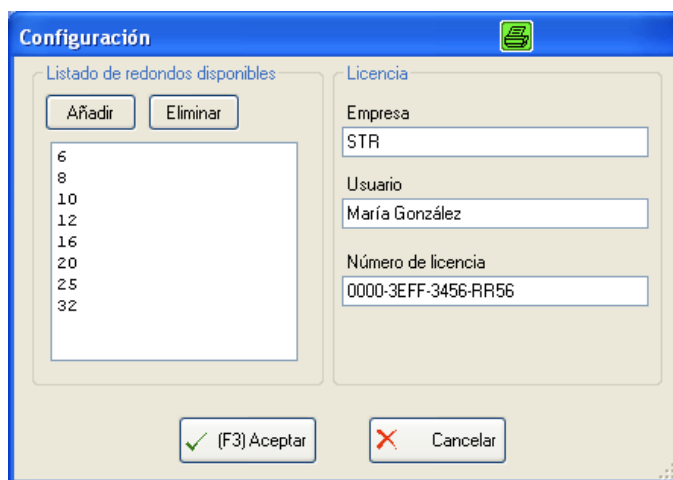 Configuración
Listado de redondos disponibles
Añadir
Eliminar
6
8
10
12
16
20
25
32
Licencia
Empresa
STR
Usuario
María González
Número de licencia
0000-3EFF-3456-RR56
(F3) Aceptar
Cancelar